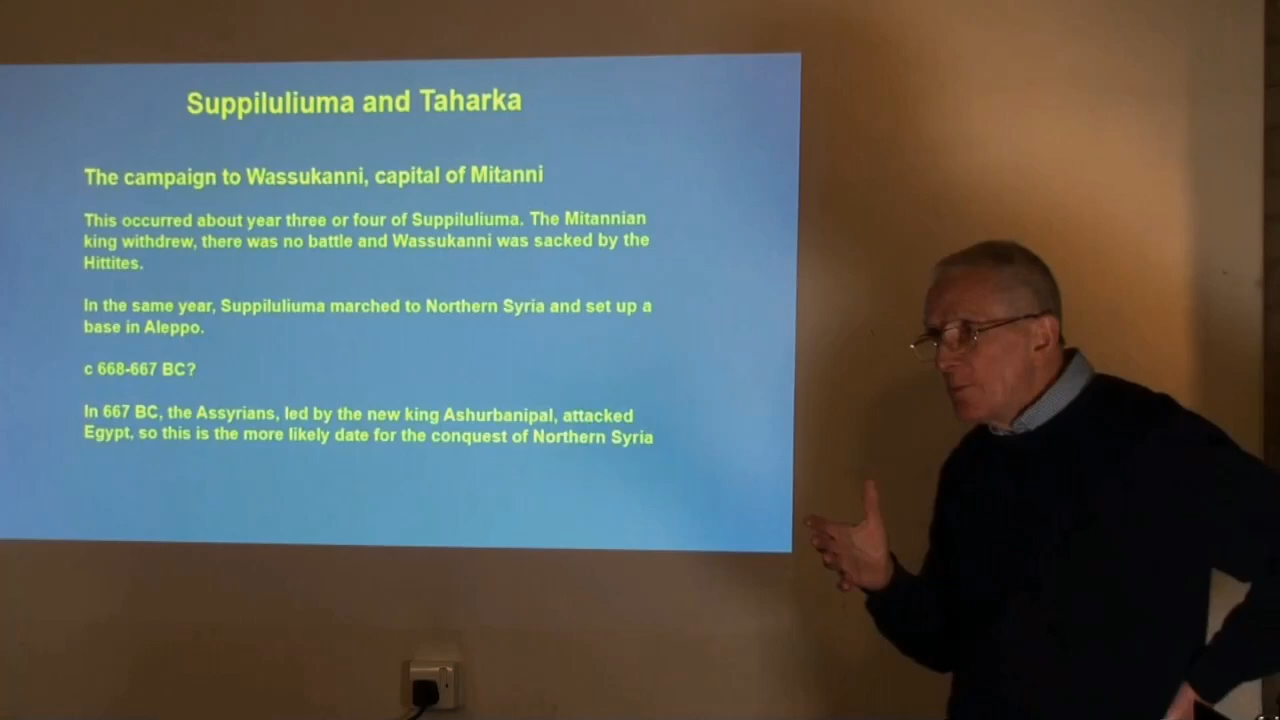 Suppiluliuma and Taharka
The campaign to Wassukanni, capital of Mitanni
This occurred about year three or four of Suppiluliuma. The Mitannian
king withdrew, there was no battle and Wassukanni was sacked by the
Hittites.
In the same year, Suppiluliuma marched to Northern Syria and set up a
base in Aleppo.
c 668-667 BC?
In 667 BC, the Assyrians, led by the new king Ashurbanipal, attacked
Egypt, so this is the more likely date for the conquest of Northern Syria